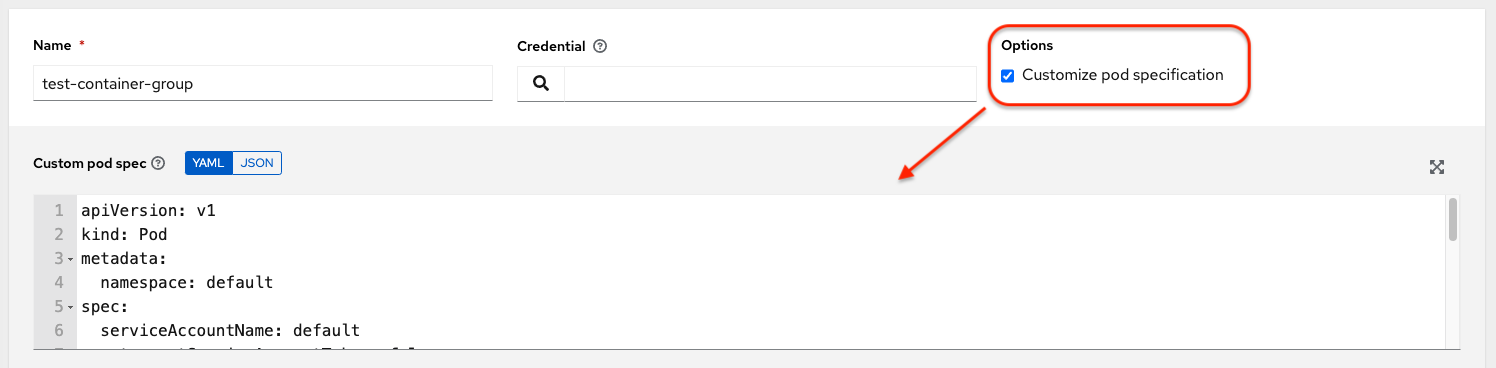 Name *
Credential
Options
test-container-group
Customize pod specification
Custom pod spec
YAML JSON
1 apiVersion: v1
2 kind: Pod
3 metadata:
4 namespace: default
5 spec:
6 serviceAccountName: default